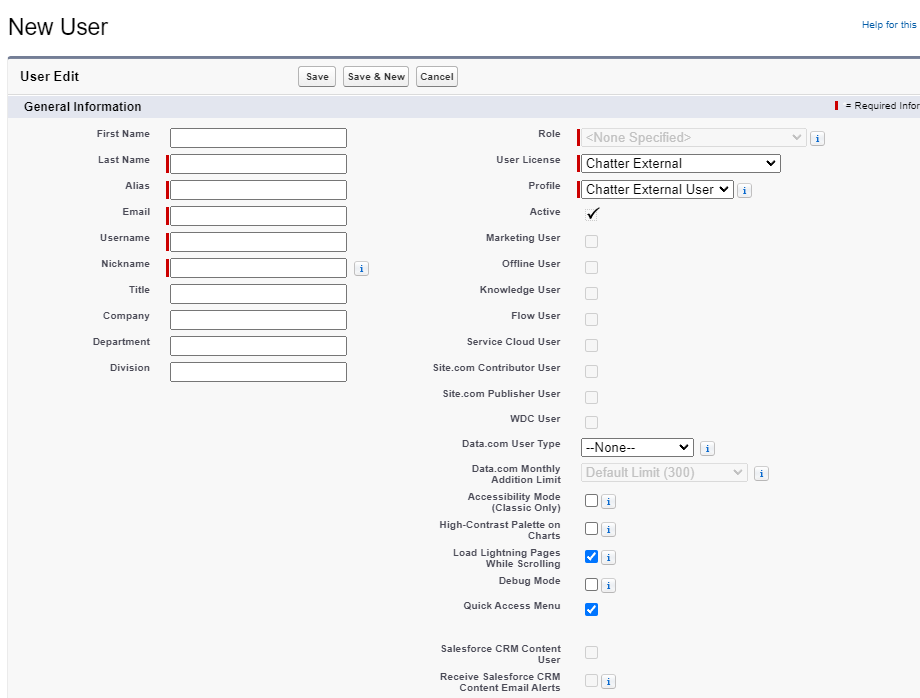 New User
Help for this
User Edit
Save
Save & New
Cancel
General Information
= Required Infor
First Name
Last Name
Alias
Email
Username
Nickname
i
Title
Company
Department
Division
Role
<None Specified>
i
User License
Chatter External
Profile
Chatter External User
i
Active
Marketing User
Offline User
Knowledge User
Flow User
Service Cloud User
Site.com Contributor User
Site.com Publisher User
WDC User
Data.com User Type
--None--
i
Data.com Monthly
Addition Limit
Default Limit (300)
i
Accessibility Mode
(Classic Only)
i
High-Contrast Palette on
Charts
i
Load Lightning Pages
While Scrolling
i
Debug Mode
i
Quick Access Menu
Salesforce CRM Content
User
Receive Salesforce CRM
Content Email Alerts
i